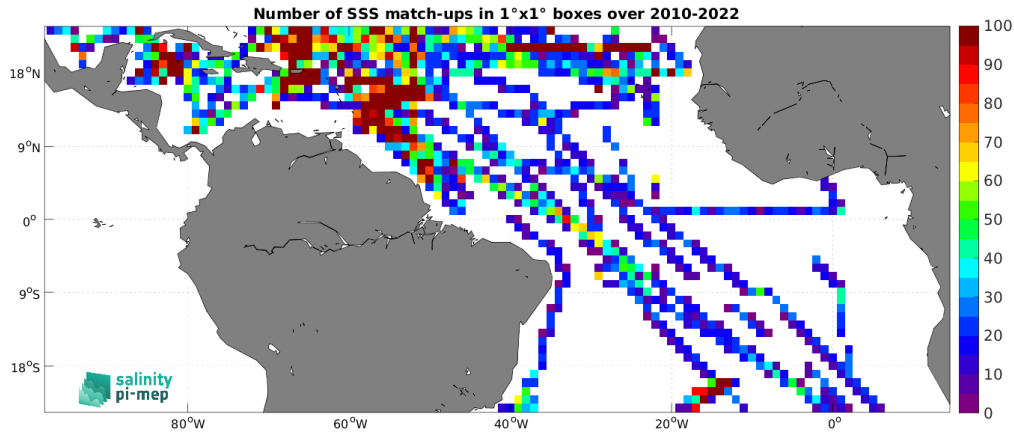 Number of SSS match-ups in 1°x1° boxes over 2010-2022
100
90
80
70
60
50
40
30
20
10
0
18°N
9°N
0°
9°S
18°S
80°W
60°W
40°W
20°W
0°
salinity
pi-mep